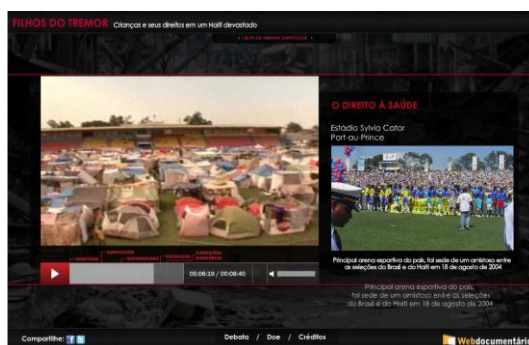 FILHOS DO TREMOR Crianças e seus direitos em um Haiti devastado
O DIREITO À SAÚDE
Estádio Sylvio Cator
Port-au-Prince
Principal arena esportiva do país, foi sede de um amistoso entre
as seleções do Brasil e do Haiti em 18 de agosto de 2004
Principal arena esportiva do país,
foi sede de um amistoso entre as seleções
do Brasil e do Haiti em 18 de agosto de 2004
00:06:19 / 00:08:40
Compartilhe:
Debata / Doe / Créditos
Webdocumentár